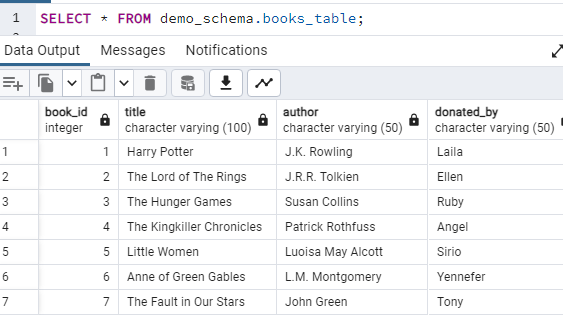 1 SELECT * FROM demo_schema.books_table;
Data Output Messages Notifications
book_id title author donated_by
integer character varying (100) character varying (50) character varying (50)
1 1 Harry Potter J.K. Rowling Laila
2 2 The Lord of The Rings J.R.R. Tolkien Ellen
3 3 The Hunger Games Susan Collins Ruby
4 4 The Kingkiller Chronicles Patrick Rothfuss Angel
5 5 Little Women Luoisa May Alcott Sirio
6 6 Anne of Green Gables L.M. Montgomery Yennefer
7 7 The Fault in Our Stars John Green Tony